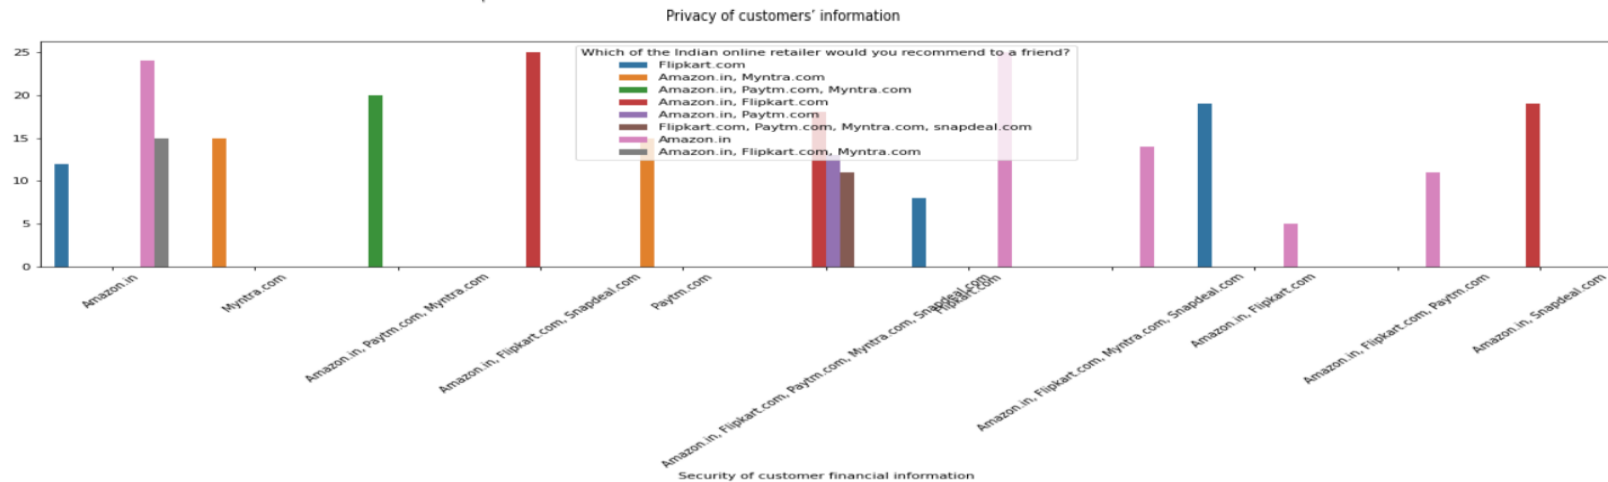 Privacy of customers’ information
Which of the Indian online retailer would you recommend to a friend?
Flipkart.com
Amazon.in, Myntra.com
Amazon.in, Paytm.com, Myntra.com
Amazon.in, Flipkart.com
Amazon.in, Paytm.com
Flipkart.com, Paytm.com, Myntra.com, snapdeal.com
Amazon.in
Amazon.in, Flipkart.com, Myntra.com
25
20
15
10
5
0
Amazon.in
Myntra.com
Amazon.in, Paytm.com, Myntra.com
Amazon.in, Flipkart.com, Snapdeal.com
Paytm.com
Amazon.in, Flipkart.com, Paytm.com, Myntra.com, Snapdeal.com
Flipkart.com
Amazon.in, Flipkart.com, Myntra.com, Snapdeal.com
Amazon.in, Flipkart.com
Amazon.in, Flipkart.com, Paytm.com
Amazon.in, Snapdeal.com
Security of customer financial information